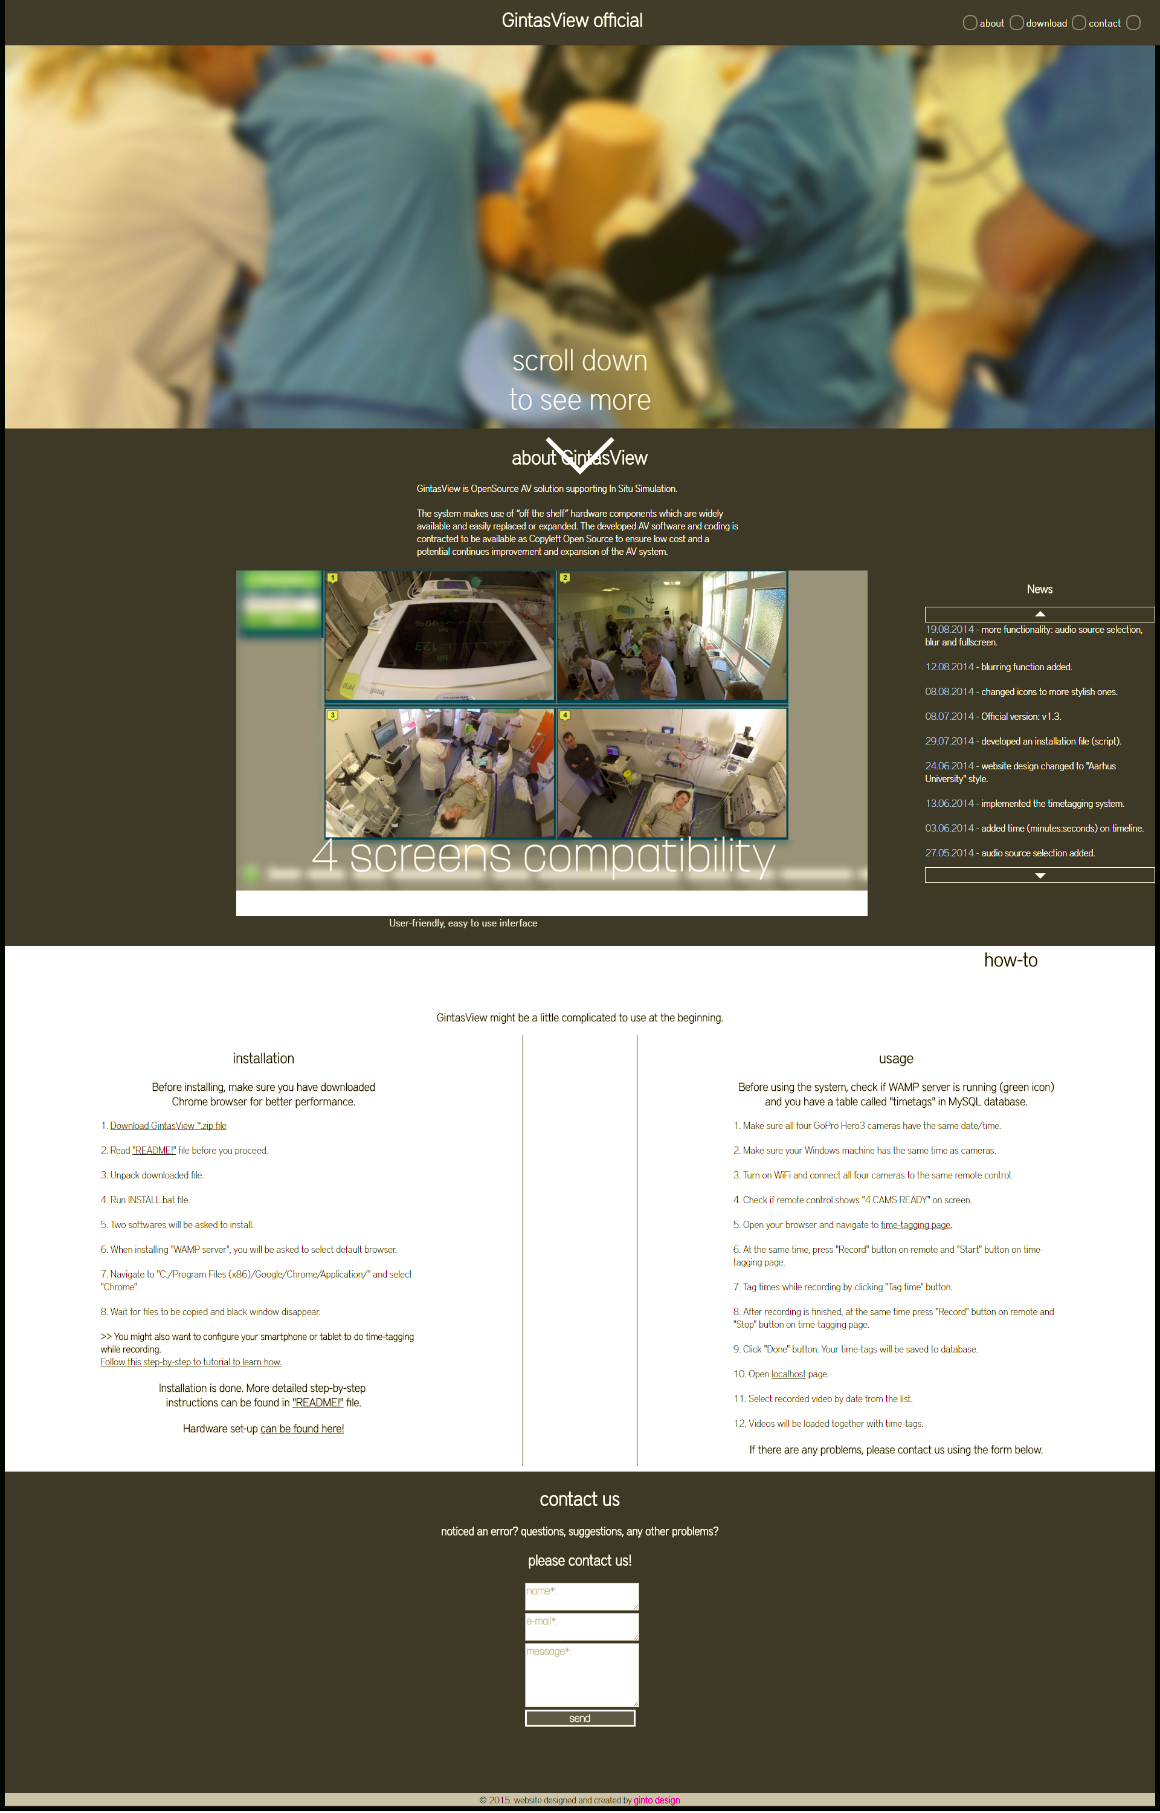 GintasView official
about
download
contact
scroll down
to see more
about GintasView
GintasView is OpenSource AV solution supporting In Situ Simulation.
The system makes use of "off the shelf" hardware components which are widely
available and easily replaced or expanded. The developed AV software and coding is
contracted to be available as Copyleft Open Source to ensure low cost and a
potential continues improvement and expansion of the AV system.
1
2
3
4
4 screens compatibility
User-friendly, easy to use interface
News
19.08.2014 - more functionality: audio source selection,
blur and fullscreen.
12.08.2014 - blurring function added.
08.08.2014 - changed icons to more stylish ones.
08.07.2014 - Official version: v1.3.
29.07.2014 - developed an installation file (script).
24.06.2014 - website design changed to "Aarhus
University" style.
13.06.2014 - implemented the timetagging system.
03.06.2014 - added time (minutes:seconds) on timeline.
27.05.2014 - audio source selection added.
how-to
GintasView might be a little complicated to use at the beginning.
installation
Before installing, make sure you have downloaded
Chrome browser for better performance.
1. Download GintasView *.zip file
2. Read "README!" file before you proceed.
3. Unpack downloaded file.
4. Run INSTALL.bat file.
5. Two softwares will be asked to install.
6. When installing "WAMP server", you will be asked to select default browser.
7. Navigate to "C:/Program Files (x86)/Google/Chrome/Application/" and select
"Chrome".
8. Wait for files to be copied and black window disappear.
>> You might also want to configure your smartphone or tablet to do time-tagging
while recording.
Follow this step-by-step to tutorial to learn how.
Installation is done. More detailed step-by-step
instructions can be found in "README!" file.
Hardware set-up can be found here!
usage
Before using the system, check if WAMP server is running (green icon)
and you have a table called "timetags" in MySQL database.
1. Make sure all four GoPro Hero3 cameras have the same date/time.
2. Make sure your Windows machine has the same time as cameras.
3. Turn on WiFi and connect all four cameras to the same remote control.
4. Check if remote control shows "4 CAMS READY" on screen.
5. Open your browser and navigate to time-tagging page.
6. At the same time, press "Record" button on remote and "Start" button on time-
tagging page.
7. Tag times while recording by clicking "Tag time" button.
8. After recording is finished, at the same time press "Record" button on remote and
"Stop" button on time-tagging page.
9. Click "Done" button. Your time-tags will be saved to database.
10. Open localhost page.
11. Select recorded video by date from the list.
12. Videos will be loaded together with time-tags.
If there are any problems, please contact us using the form below.
contact us
noticed an error? questions, suggestions, any other problems?
please contact us!
name*:
e-mail*:
message*:
send
© 2015. website designed and created by ginto design